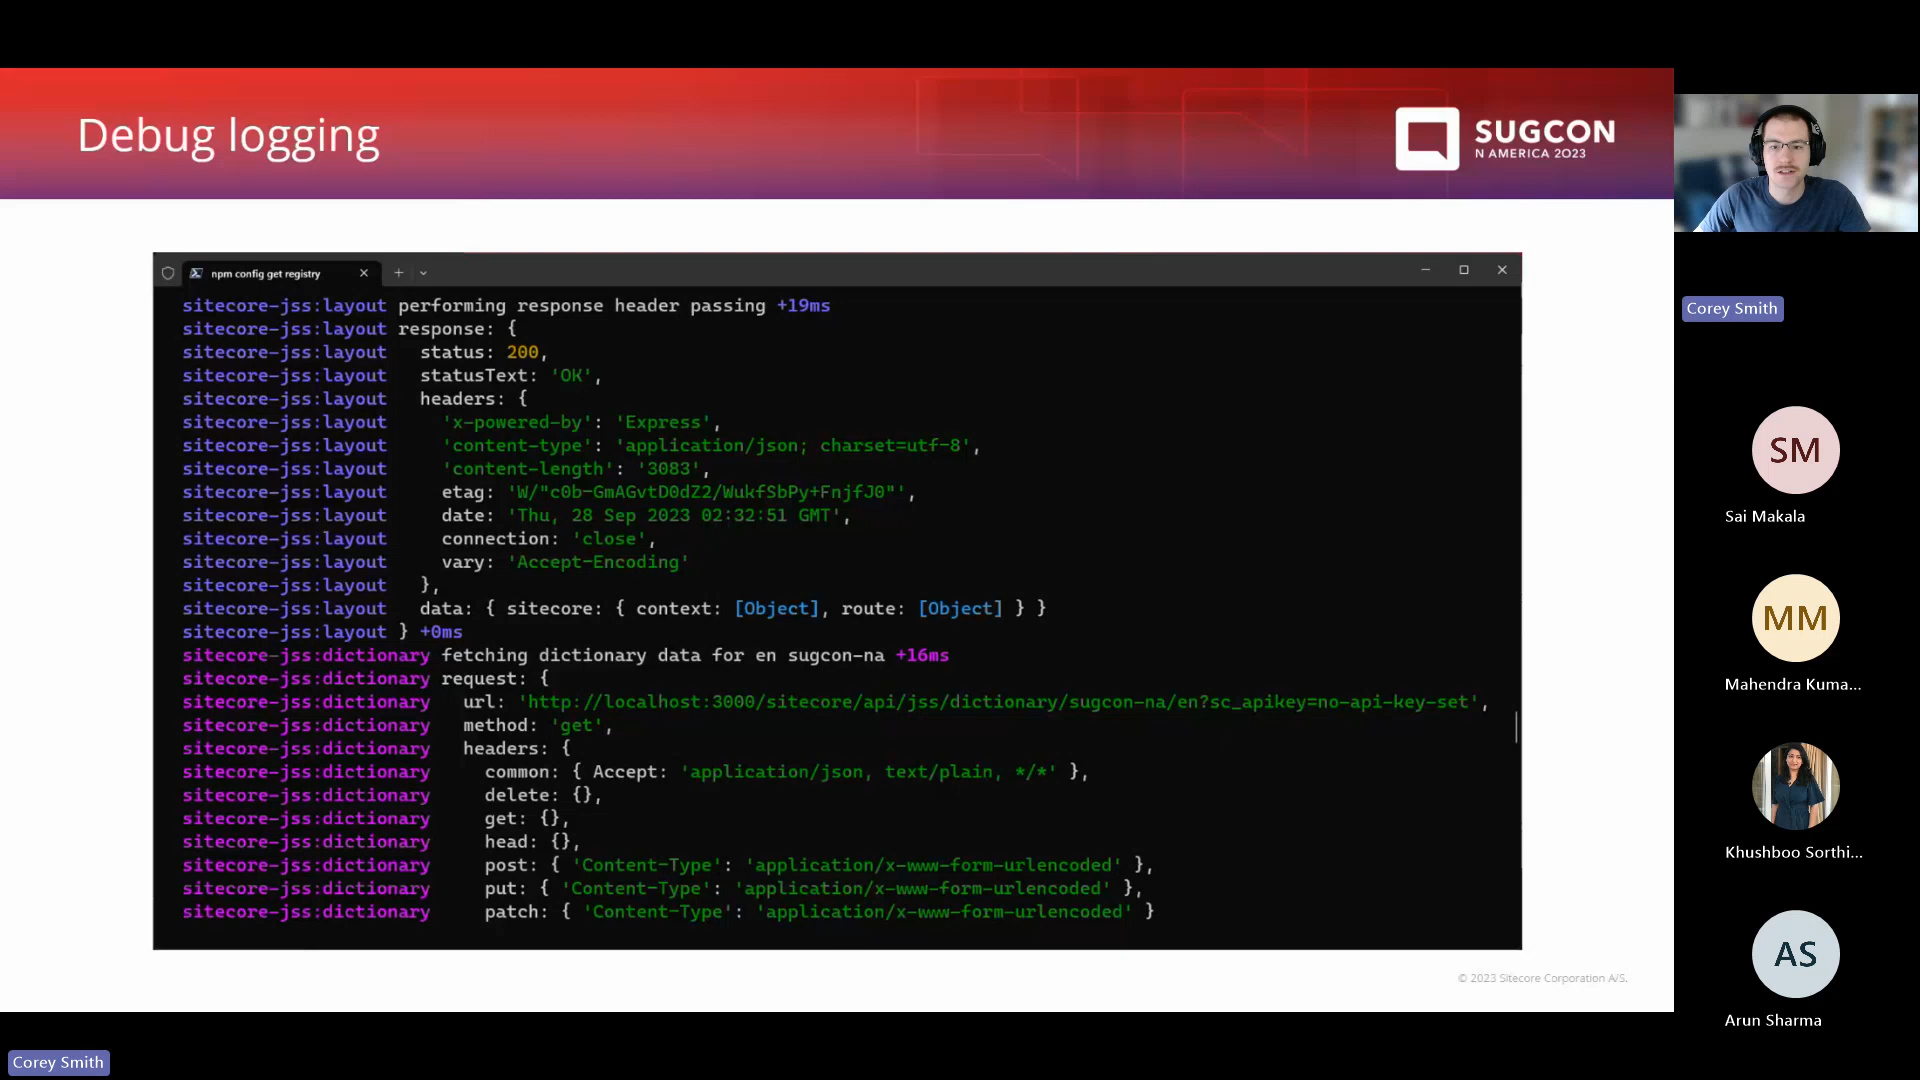 Debug logging
SUGCON
N AMERICA 2023
npm config get registry
sitecore-jss:layout performing response header passing +19ms
sitecore-jss:layout response: {
sitecore-jss:layout   status: 200,
sitecore-jss:layout   statusText: 'OK',
sitecore-jss:layout   headers: {
sitecore-jss:layout     'x-powered-by': 'Express',
sitecore-jss:layout     'content-type': 'application/json; charset=utf-8',
sitecore-jss:layout     'content-length': '3083',
sitecore-jss:layout     etag: 'W/"c0b-GmAGvtD0dZ2/WukfSbPy+FnjfJ0"',
sitecore-jss:layout     date: 'Thu, 28 Sep 2023 02:32:51 GMT',
sitecore-jss:layout     connection: 'close',
sitecore-jss:layout     vary: 'Accept-Encoding'
sitecore-jss:layout   },
sitecore-jss:layout   data: { sitecore: { context: [Object], route: [Object] } }
sitecore-jss:layout } +0ms
sitecore-jss:dictionary fetching dictionary data for en sugcon-na +16ms
sitecore-jss:dictionary request: {
sitecore-jss:dictionary   url: 'http://localhost:3000/sitecore/api/jss/dictionary/sugcon-na/en?sc_apikey=no-api-key-set',
sitecore-jss:dictionary   method: 'get',
sitecore-jss:dictionary   headers: {
sitecore-jss:dictionary     common: { Accept: 'application/json, text/plain, */*' },
sitecore-jss:dictionary     delete: {},
sitecore-jss:dictionary     get: {},
sitecore-jss:dictionary     head: {},
sitecore-jss:dictionary     post: { 'Content-Type': 'application/x-www-form-urlencoded' },
sitecore-jss:dictionary     put: { 'Content-Type': 'application/x-www-form-urlencoded' },
sitecore-jss:dictionary     patch: { 'Content-Type': 'application/x-www-form-urlencoded' }
© 2023 Sitecore Corporation A/S.
Corey Smith
Corey Smith
SM
Sai Makala
MM
Mahendra Kuma...
Khushboo Sorthi...
AS
Arun Sharma